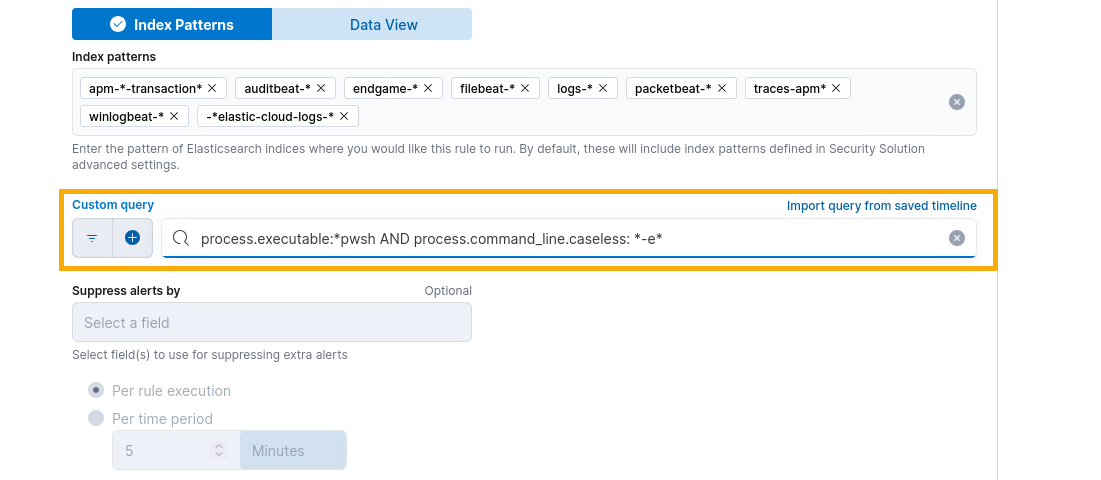 Index Patterns Data View
Index patterns
apm-*-transaction* auditbeat-* endgame-* filebeat-* logs-* packetbeat-* traces-apm*
winlogbeat-* -*elastic-cloud-logs-*
Enter the pattern of Elasticsearch indices where you would like this rule to run. By default, these will include index patterns defined in Security Solution
advanced settings.
Custom query Import query from saved timeline
process.executable:*pwsh AND process.command_line.caseless: *-e*
Suppress alerts by Optional
Select a field
Select field(s) to use for suppressing extra alerts
Per rule execution
Per time period
5 Minutes